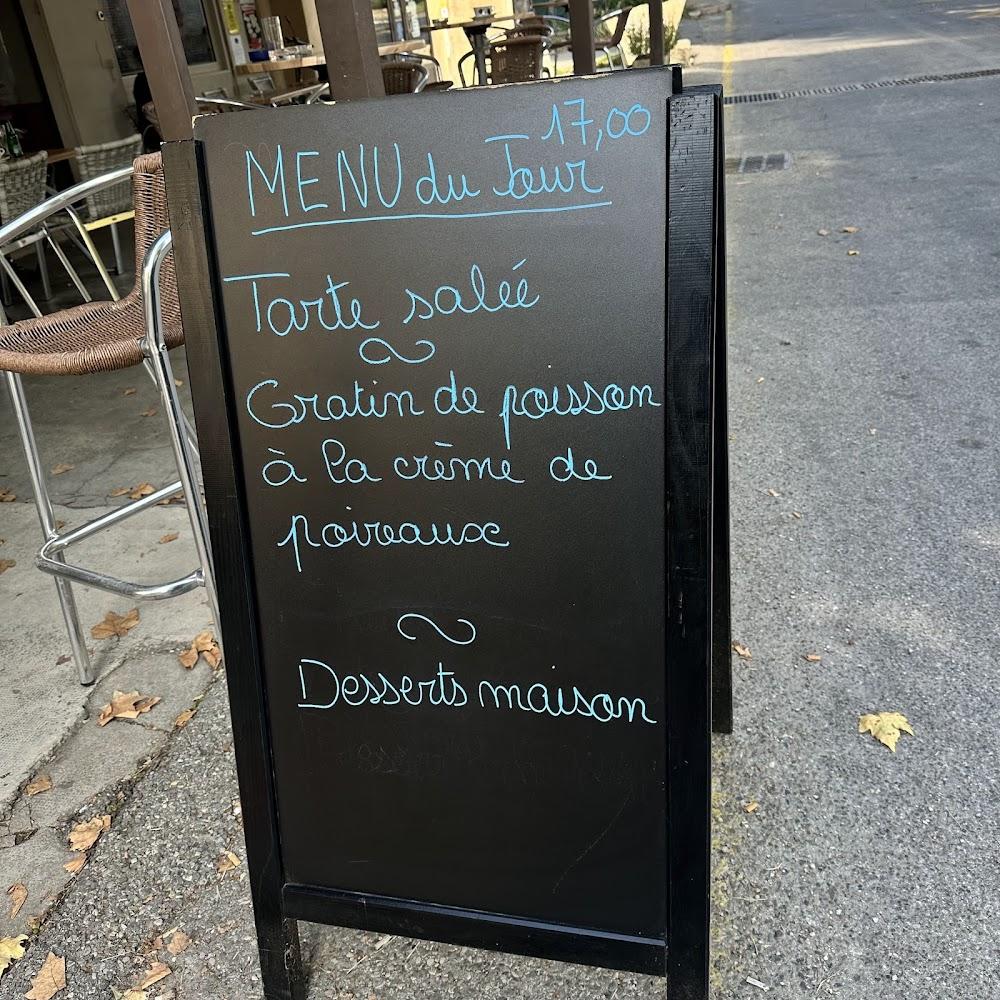 17,00
MENU du Jour
Tarte salée
Gratin de poisson
à la crème de
poireaux
Desserts maison